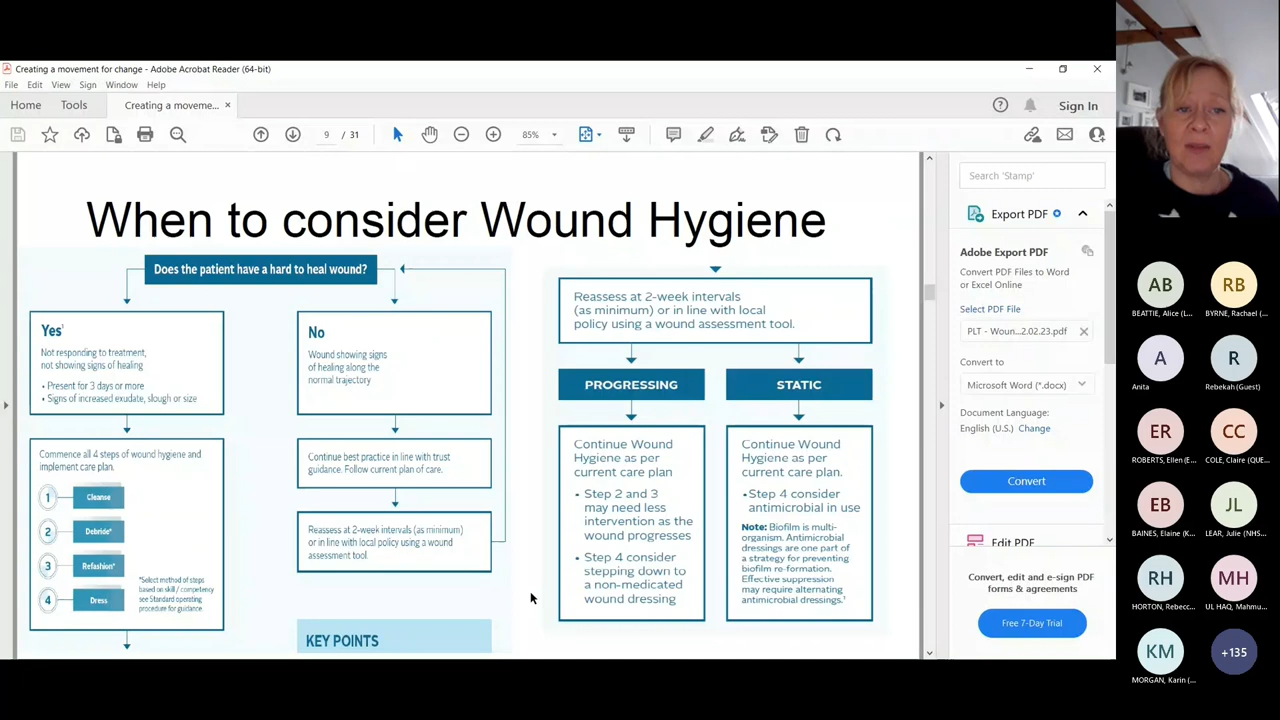 Creating a movement for change - Adobe Acrobat Reader (64-bit)
File Edit View Sign Window Help
Home Tools Creating a moveme... × Sign In
9 / 31 85%
When to consider Wound Hygiene
Does the patient have a hard to heal wound?
Yes¹
Not responding to treatment,
not showing signs of healing
• Present for 3 days or more
• Signs of increased exudate, slough or size
Commence all 4 steps of wound hygiene and
implement care plan.
1 Cleanse
2 Debride*
3 Refashion*
4 Dress
*Select method of steps
based on skill / competency
see Standard operating
procedure for guidance.
No
Wound showing signs
of healing along the
normal trajectory
Continue best practice in line with trust
guidance. Follow current plan of care.
Reassess at 2-week intervals (as minimum)
or in line with local policy using a wound
assessment tool.
KEY POINTS
Reassess at 2-week intervals
(as minimum) or in line with local
policy using a wound assessment tool.
PROGRESSING
Continue Wound
Hygiene as per
current care plan
• Step 2 and 3
may need less
intervention as the
wound progresses
• Step 4 consider
stepping down to
a non-medicated
wound dressing
STATIC
Continue Wound
Hygiene as per
current care plan.
• Step 4 consider
antimicrobial in use
Note: Biofilm is multi-
organism. Antimicrobial
dressings are one part of
a strategy for preventing
biofilm re-formation.
Effective suppression
may require alternating
antimicrobial dressings.⁷
Search 'Stamp'
Export PDF
Adobe Export PDF
Convert PDF Files to Word
or Excel Online
Select PDF File
PLT - Woun...2.02.23.pdf
Convert to
Microsoft Word (*.docx)
Document Language:
English (U.S.) Change
Convert
Edit PDF
Convert, edit and e-sign PDF
forms & agreements
Free 7-Day Trial
AB RB
BEATTIE, Alice (L... BYRNE, Rachael (...
A R
Anita Rebekah (Guest)
ER CC
ROBERTS, Ellen (E... COLE, Claire (QUE...
EB JL
BAINES, Elaine (K... LEAR, Julie (NHS...
RH MH
HORTON, Rebecc... UL HAQ, Mahmu...
KM +135
MORGAN, Karin (...